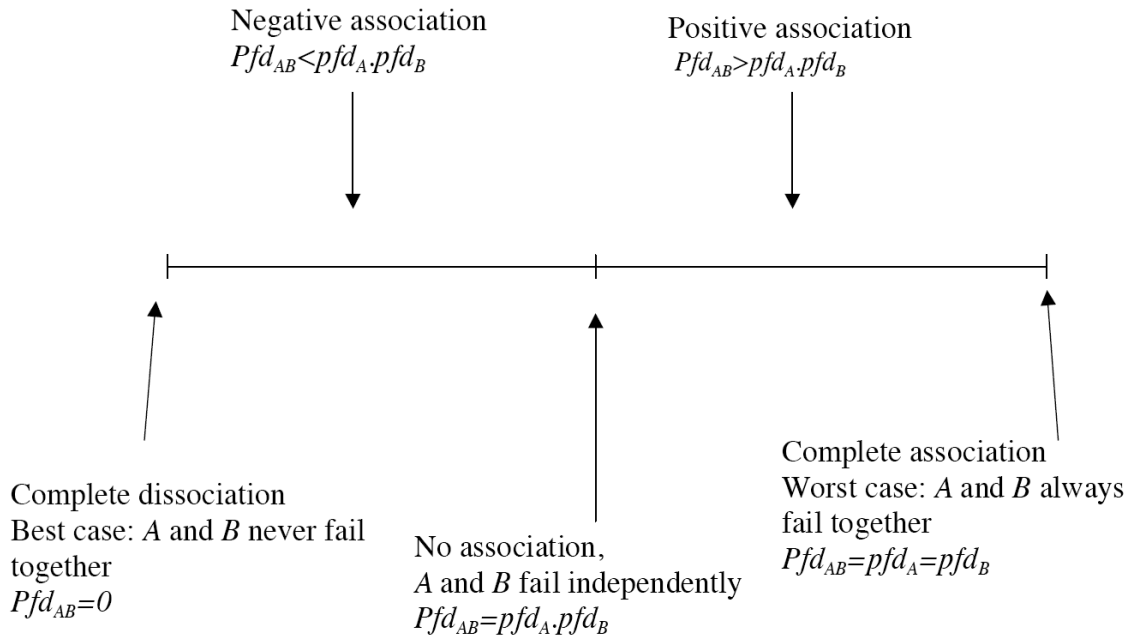 Negative association
Pfd_AB<pfd_A.pfd_B
Positive association
Pfd_AB>pfd_A.pfd_B
Complete dissociation
Best case: A and B never fail
together
Pfd_AB=0
No association,
A and B fail independently
Pfd_AB=pfd_A.pfd_B
Complete association
Worst case: A and B always
fail together
Pfd_AB=pfd_A=pfd_B